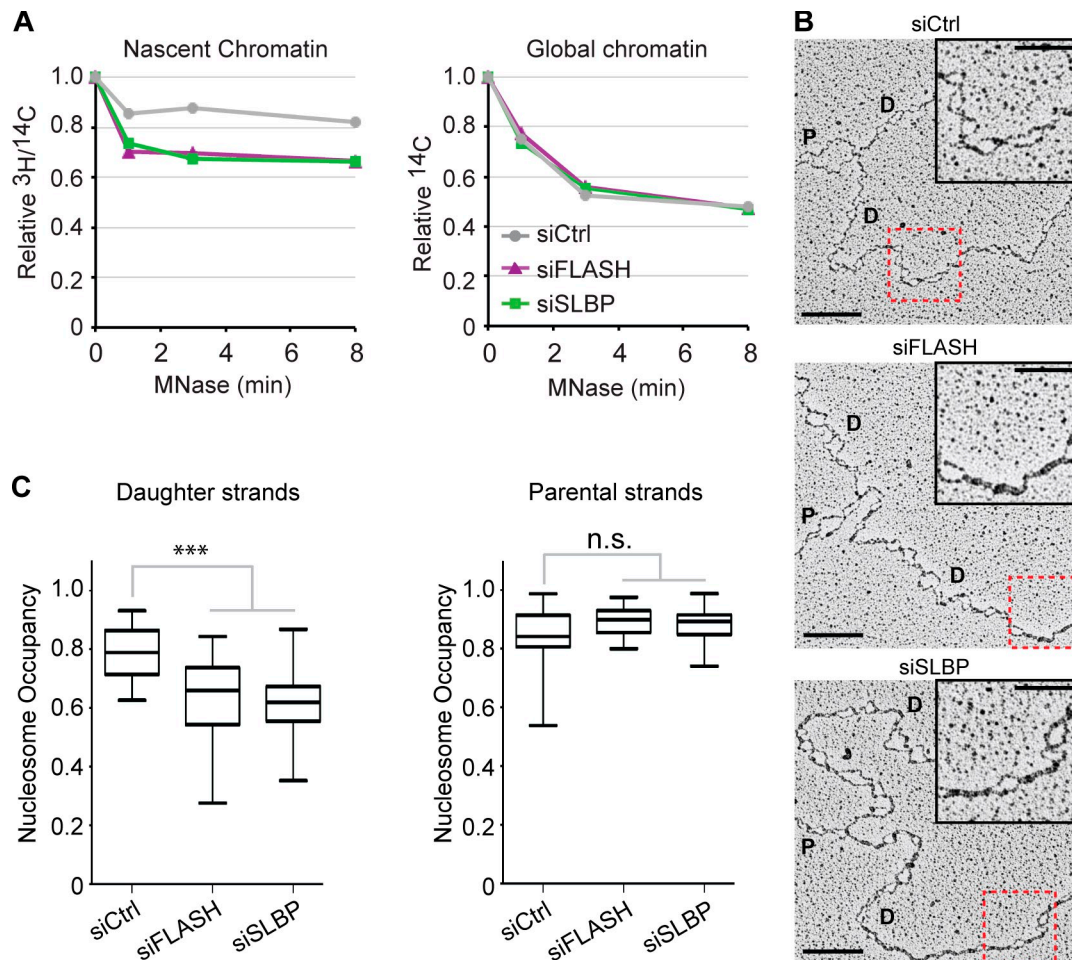 A
Nascent Chromatin
Relative ³H/¹⁴C
1.0
0.8
0.6
0.4
0.2
0
0 2 4 6 8
MNase (min)
Global chromatin
Relative ¹⁴C
1.0
0.8
0.6
0.4
0.2
0
siCtrl
siFLASH
siSLBP
0 2 4 6 8
MNase (min)
B
siCtrl
D
P
D
siFLASH
D
P
D
siSLBP
D
P
D
C
Daughter strands
***
Nucleosome Occupancy
1.0
0.8
0.6
0.4
0.2
0
siCtrl
siFLASH
siSLBP
Parental strands
n.s.
Nucleosome Occupancy
1.0
0.8
0.6
0.4
0.2
0
siCtrl
siFLASH
siSLBP